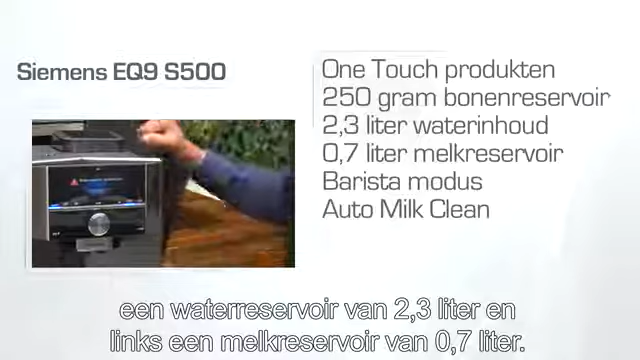 Siemens EQ9 S500
One Touch produkten
250 gram bonenreservoir
2,3 liter waterinhoud
0,7 liter melkreservoir
Barista modus
Auto Milk Clean
een waterreservoir van 2,3 liter en
links een melkreservoir van 0,7 liter.